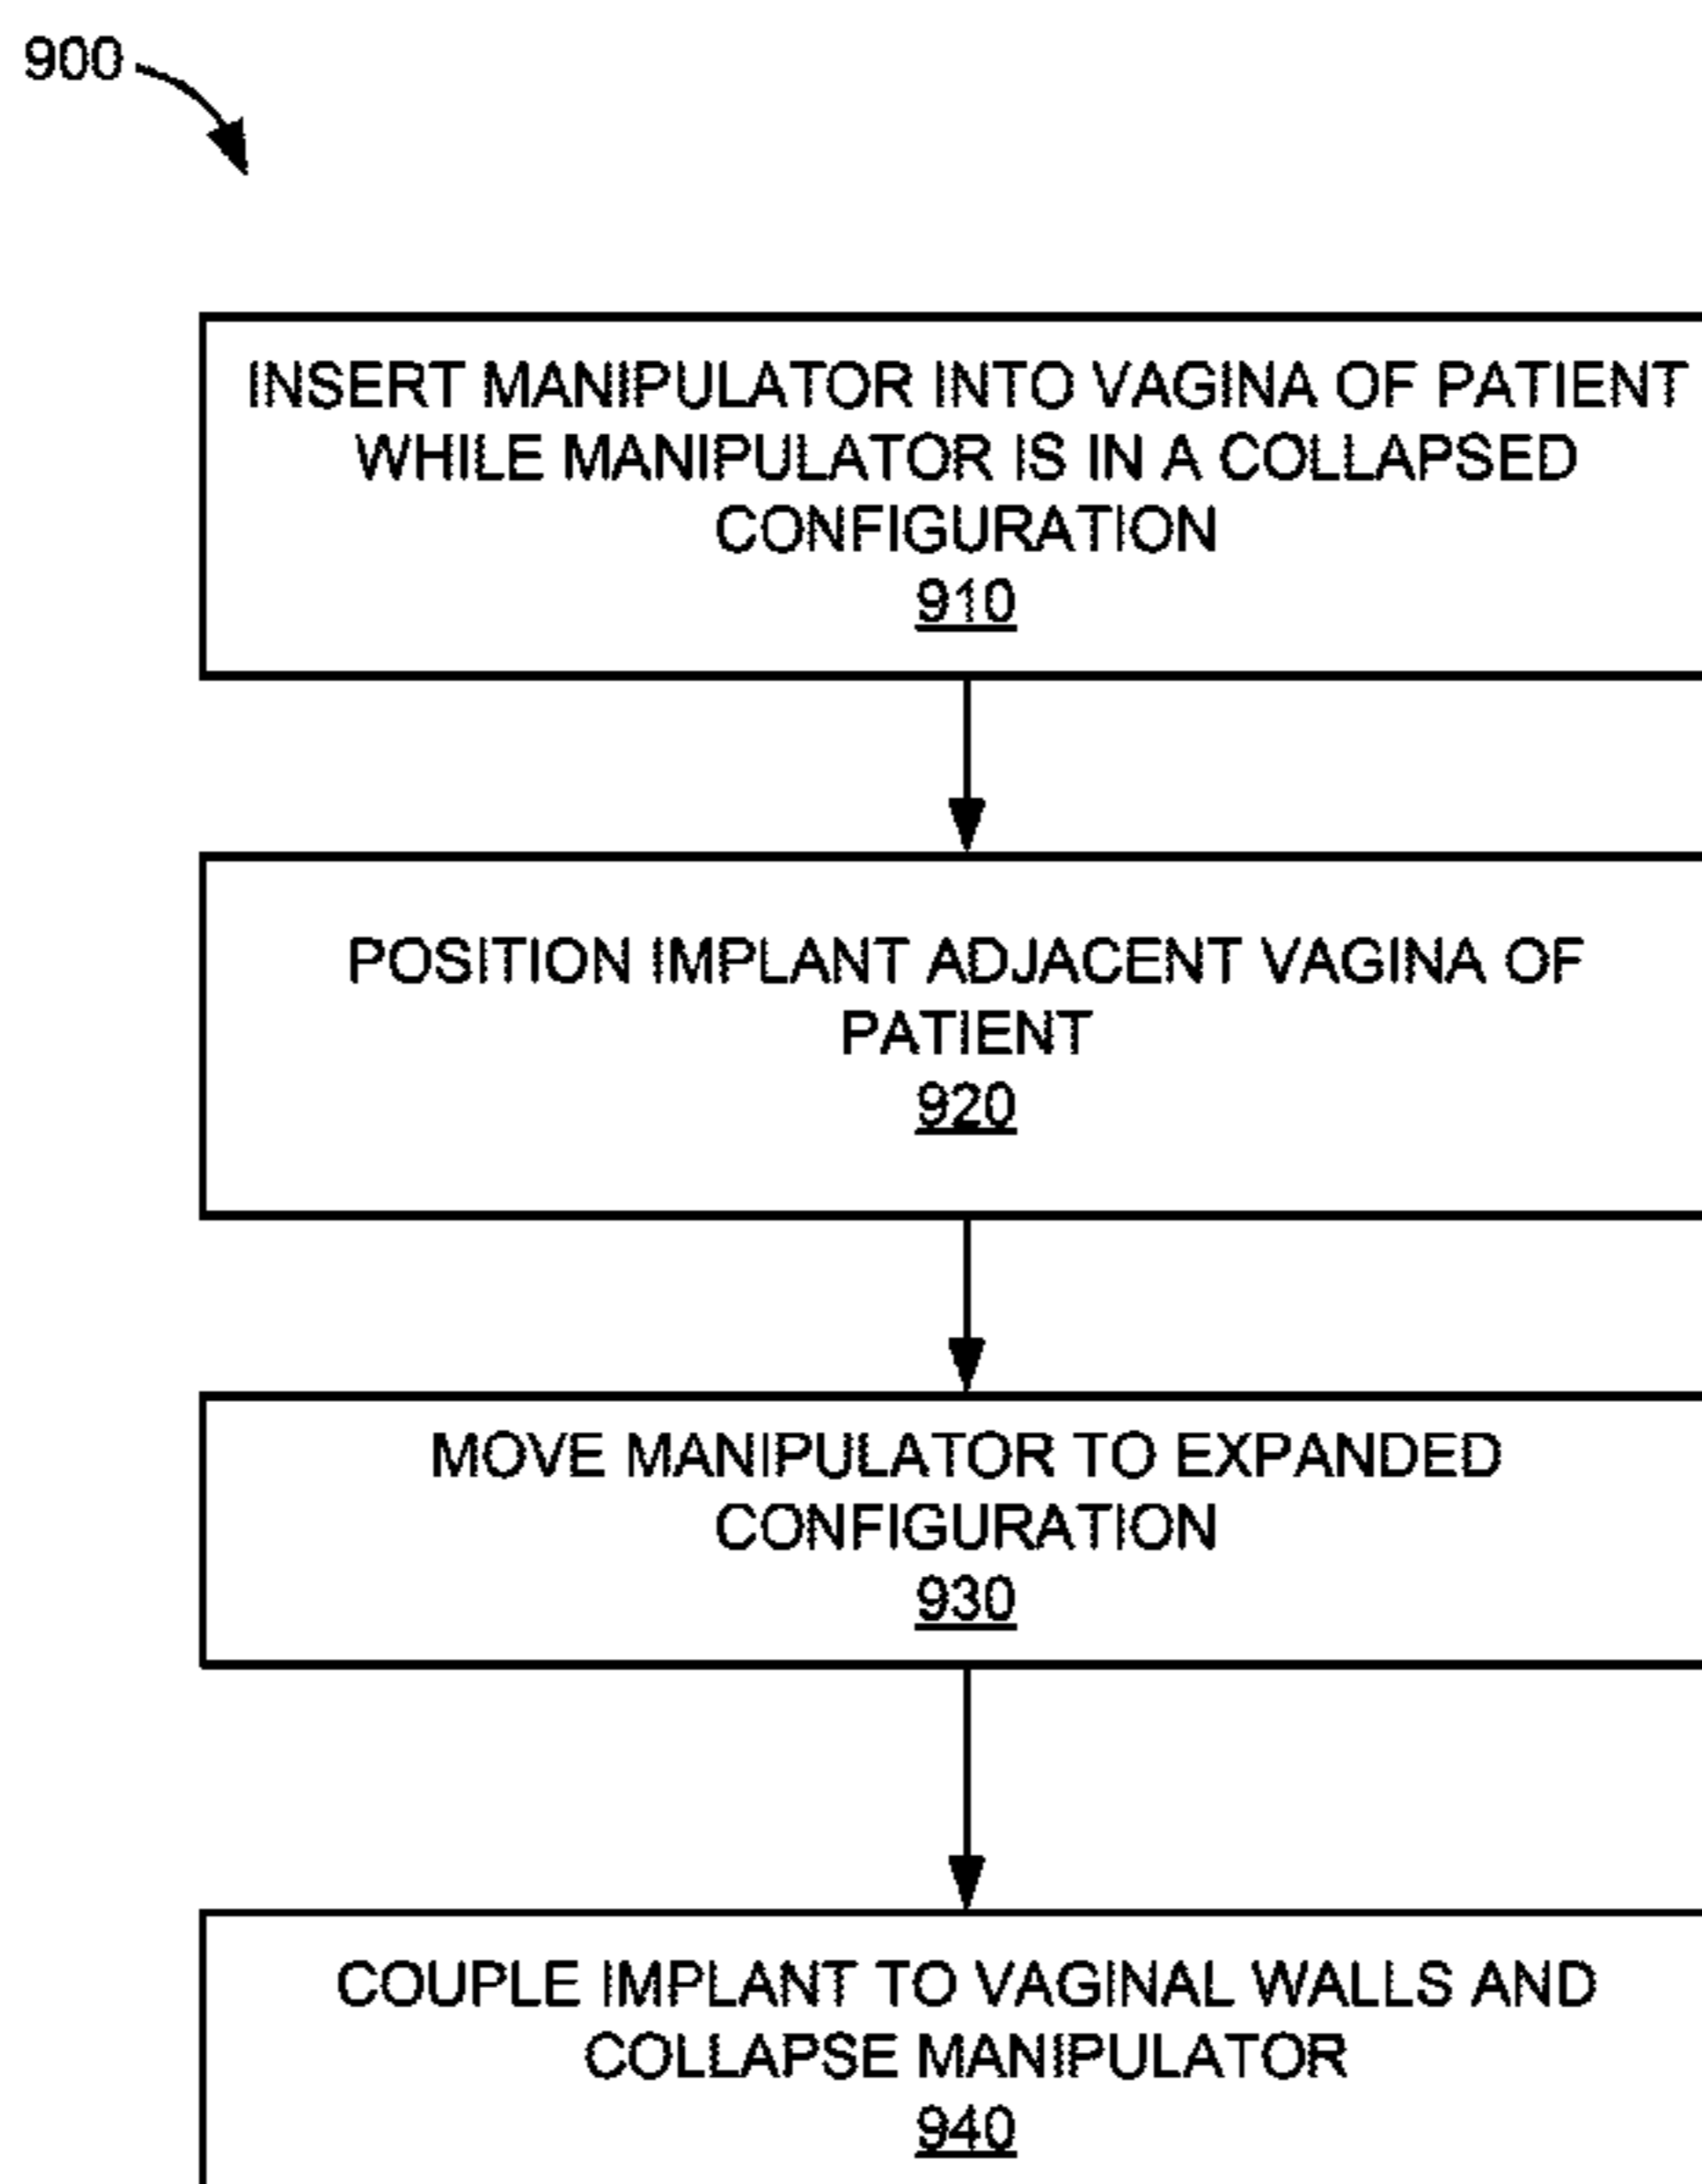 900
INSERT MANIPULATOR INTO VAGINA OF PATIENT
WHILE MANIPULATOR IS IN A COLLAPSED
CONFIGURATION
910
POSITION IMPLANT ADJACENT VAGINA OF
PATIENT
920
MOVE MANIPULATOR TO EXPANDED
CONFIGURATION
930
COUPLE IMPLANT TO VAGINAL WALLS AND
COLLAPSE MANIPULATOR
940